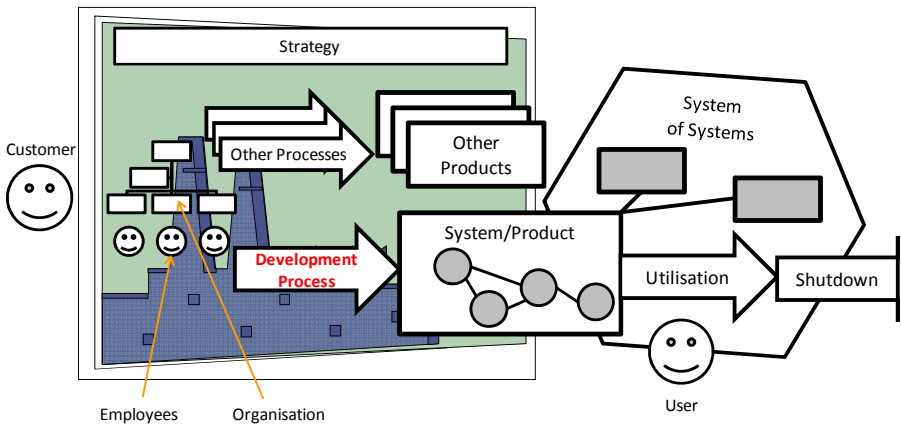 Strategy
Customer
Other Processes
Other
Products
System
of Systems
Development
Process
System/Product
Utilisation
Shutdown
Employees
Organisation
User